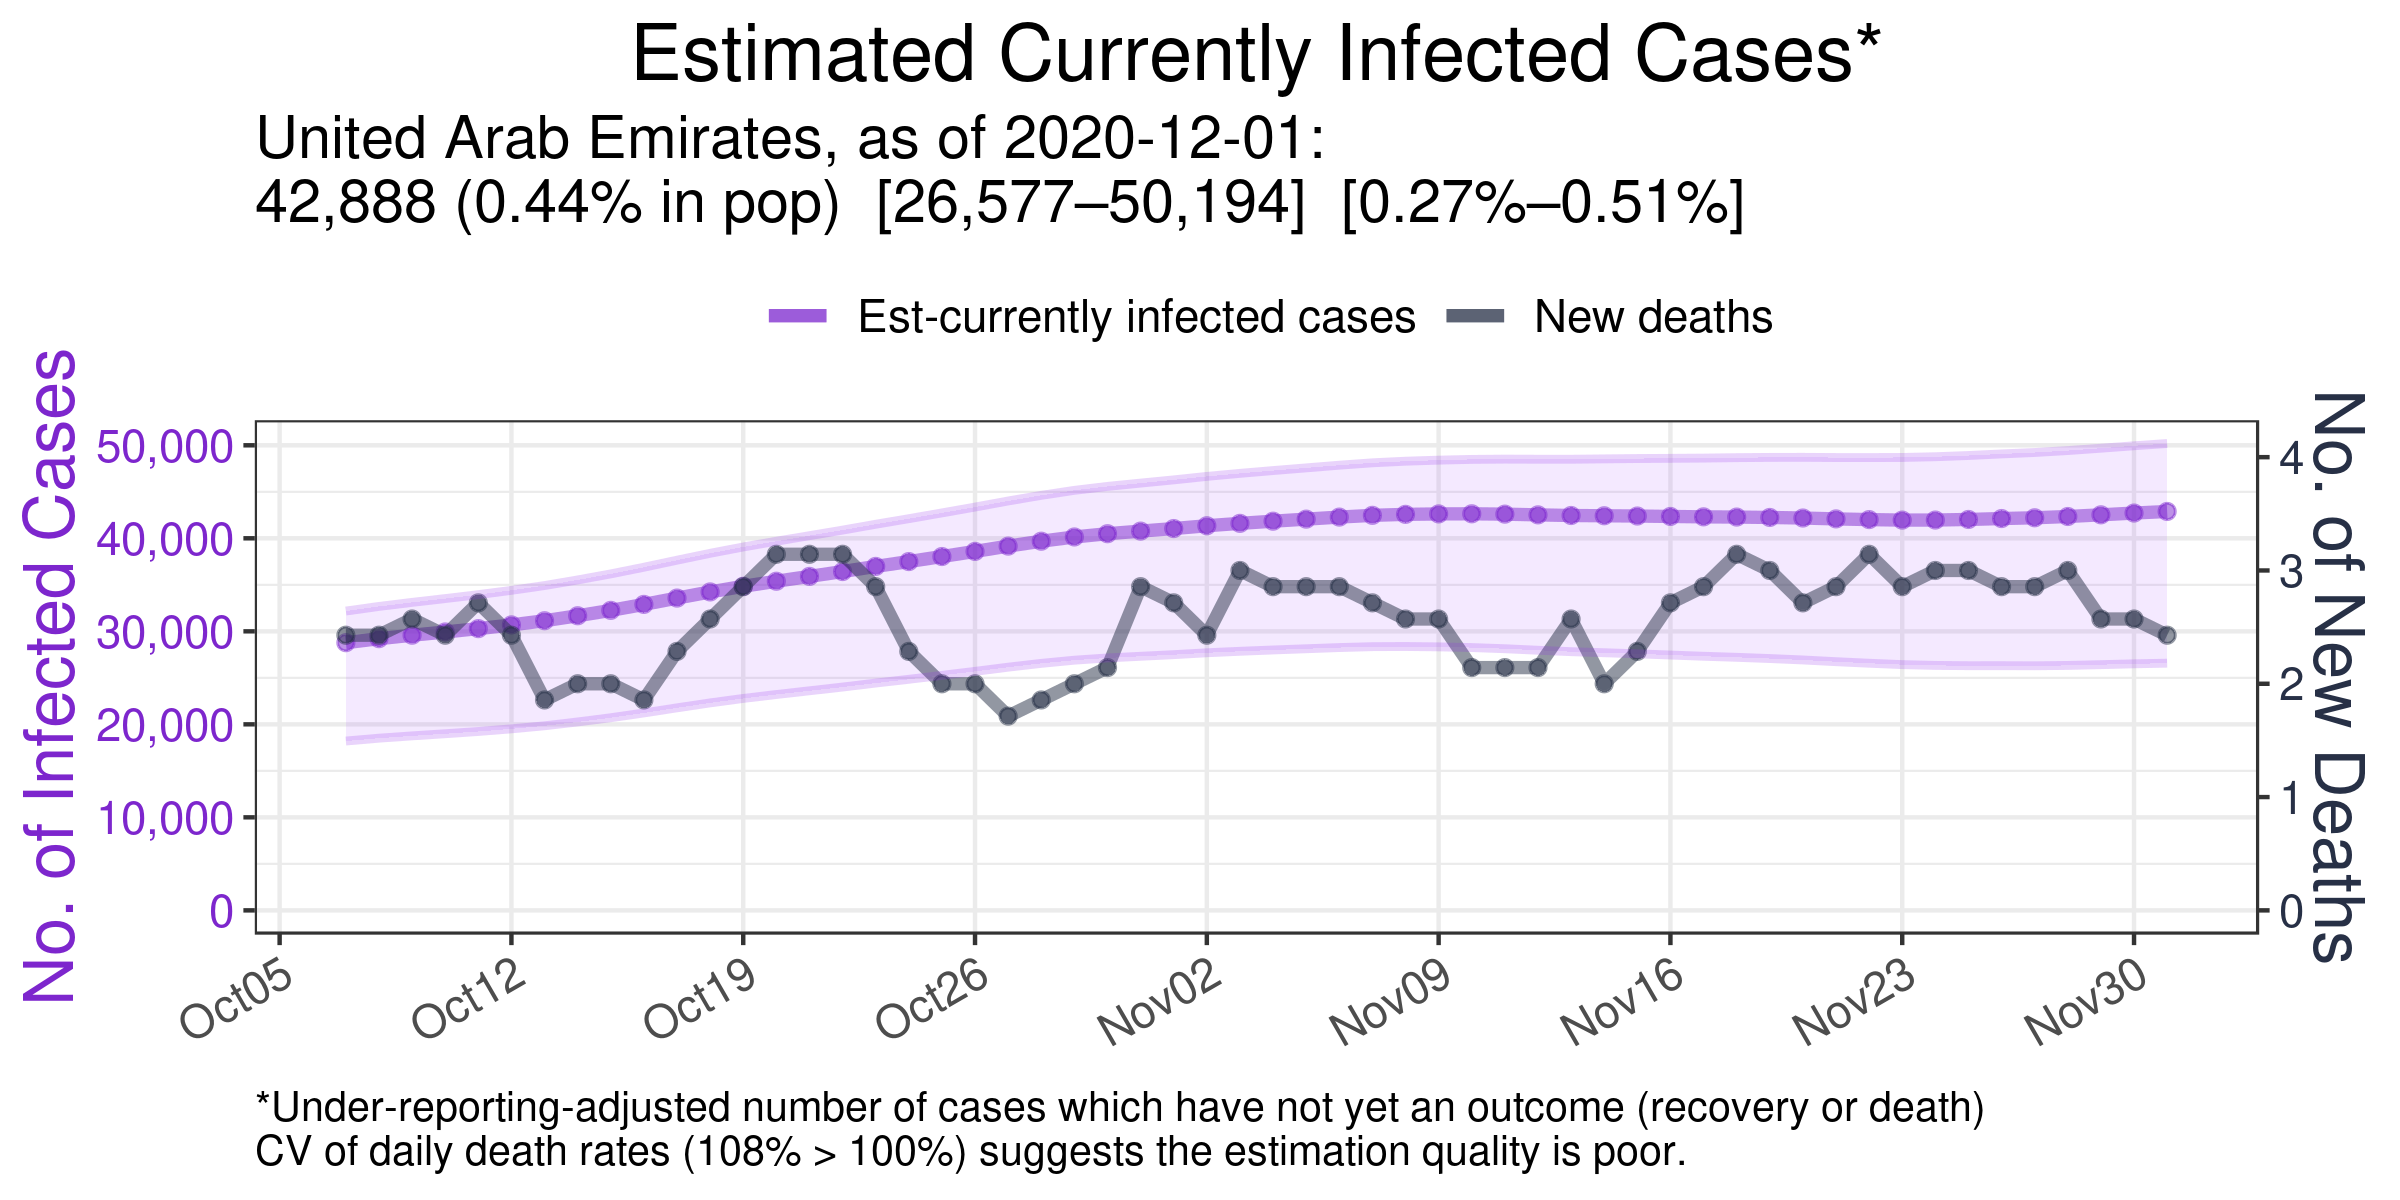 Estimated Currently Infected Cases*
United Arab Emirates, as of 2020-12-01:
42,888 (0.44% in pop)  [26,577–50,194]  [0.27%–0.51%]
Est-currently infected cases
New deaths
No. of Infected Cases
50,000
40,000
30,000
20,000
10,000
0
No. of New Deaths
4
3
2
1
0
Oct05
Oct12
Oct19
Oct26
Nov02
Nov09
Nov16
Nov23
Nov30
*Under-reporting-adjusted number of cases which have not yet an outcome (recovery or death)
CV of daily death rates (108% > 100%) suggests the estimation quality is poor.